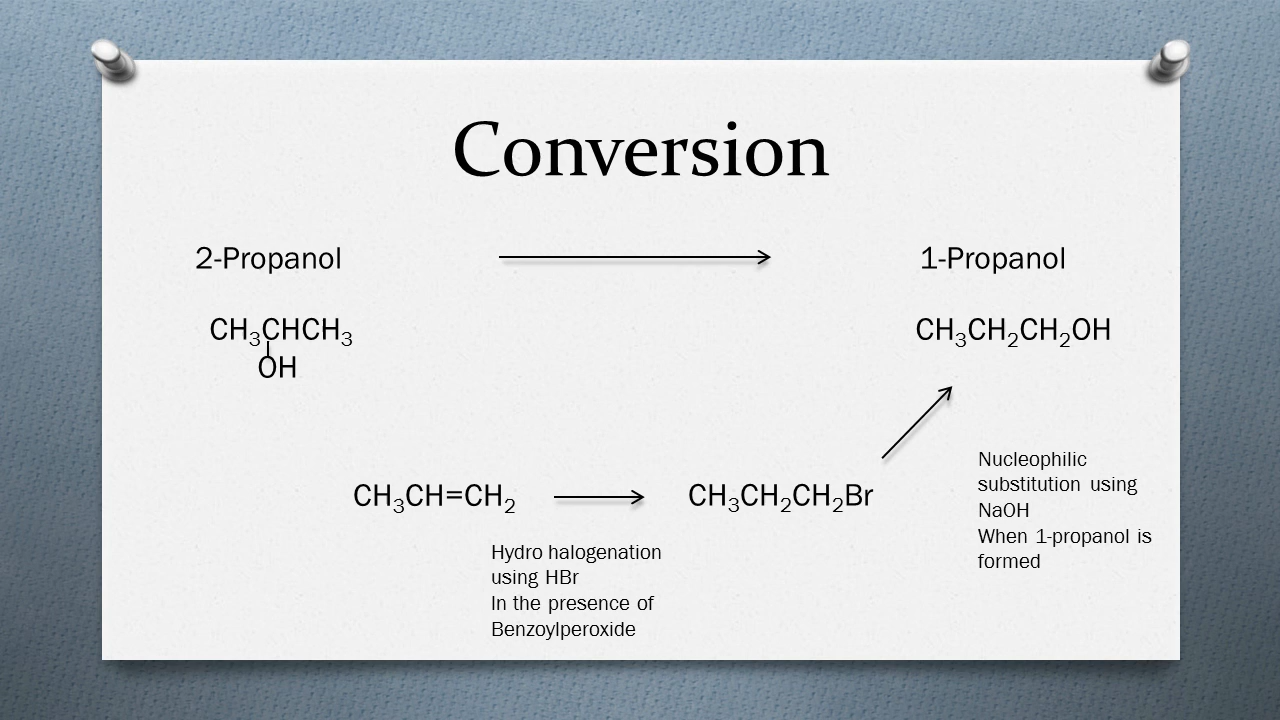 Conversion
2-Propanol
1-Propanol
CH₃CHCH₃
OH
CH₃CH₂CH₂OH
CH₃CH=CH₂
CH₃CH₂CH₂Br
Hydro halogenation
using HBr
In the presence of
Benzoylperoxide
Nucleophilic
substitution using
NaOH
When 1-propanol is
formed